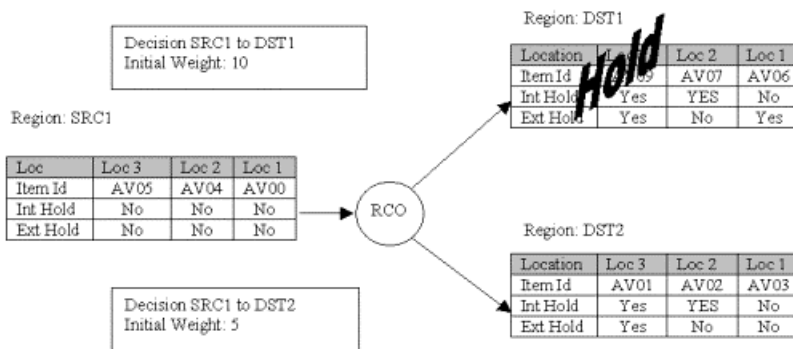 Region: DST1
Decision SRC1 to DST1
Initial Weight: 10
Location Loc 2 Loc 1
Item Id AV07 AV06
Int Hold Yes YES No
Ext Hold Yes No Yes
Hold
Region: SRC1
Loc Loc 3 Loc 2 Loc 1
Item Id AV05 AV04 AV00
Int Hold No No No
Ext Hold No No No
RCO
Region: DST2
Location Loc 3 Loc 2 Loc 1
Item Id AV01 AV02 AV03
Int Hold Yes YES No
Ext Hold Yes No No
Decision SRC1 to DST2
Initial Weight: 5